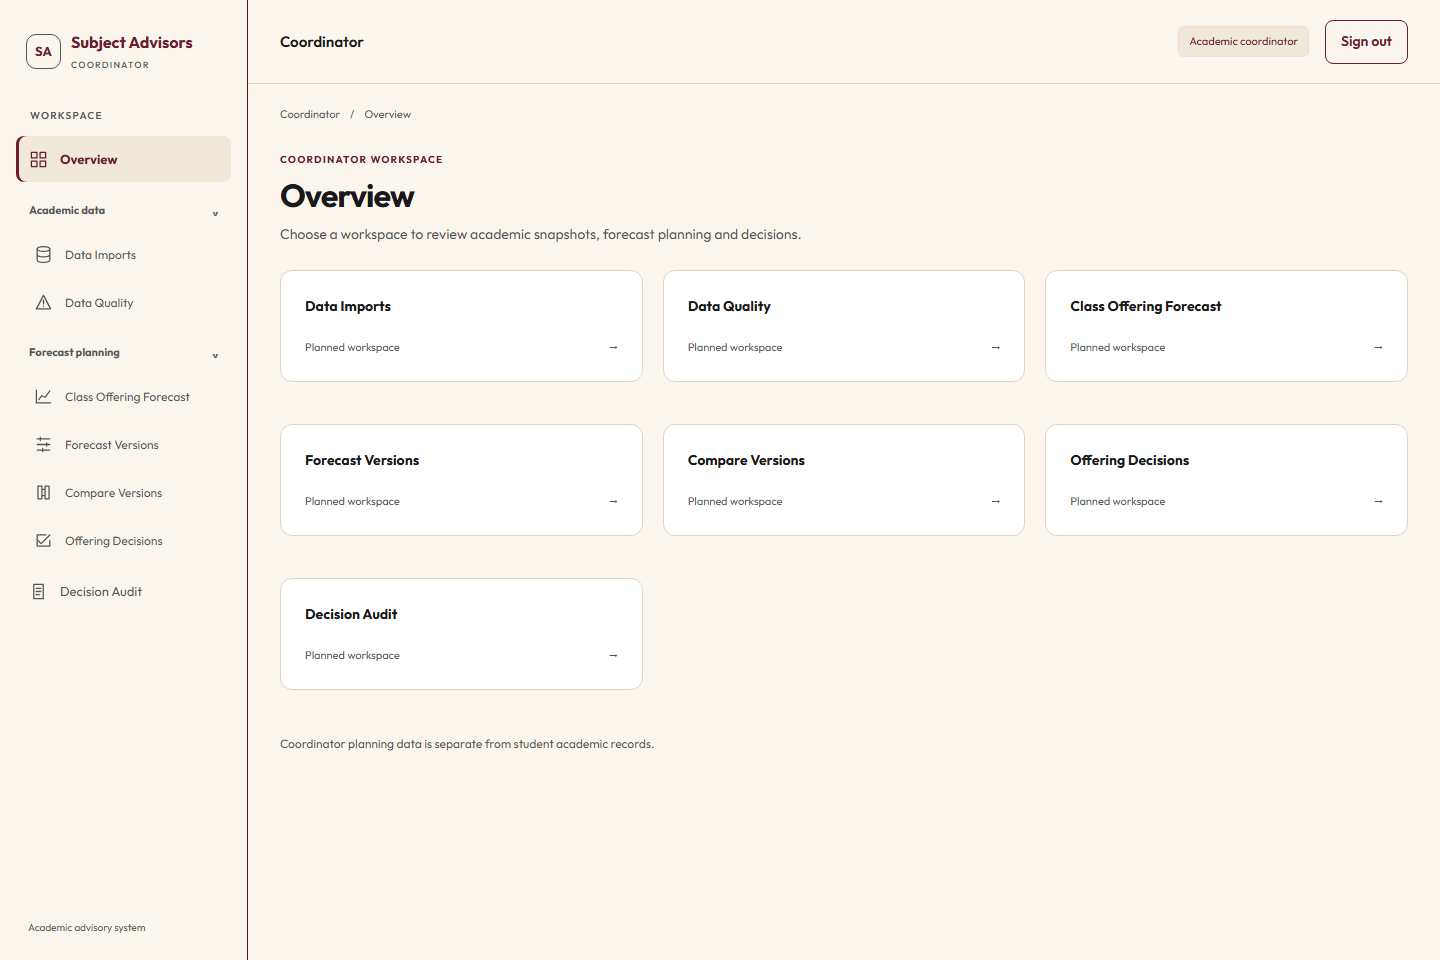 SA
Subject Advisors
COORDINATOR
WORKSPACE
Overview
Academic data v
Data Imports
Data Quality
Forecast planning v
Class Offering Forecast
Forecast Versions
Compare Versions
Offering Decisions
Decision Audit
Academic advisory system
Coordinator
Academic coordinator
Sign out
Coordinator / Overview
COORDINATOR WORKSPACE
Overview
Choose a workspace to review academic snapshots, forecast planning and decisions.
Data Imports
Planned workspace →
Data Quality
Planned workspace →
Class Offering Forecast
Planned workspace →
Forecast Versions
Planned workspace →
Compare Versions
Planned workspace →
Offering Decisions
Planned workspace →
Decision Audit
Planned workspace →
Coordinator planning data is separate from student academic records.